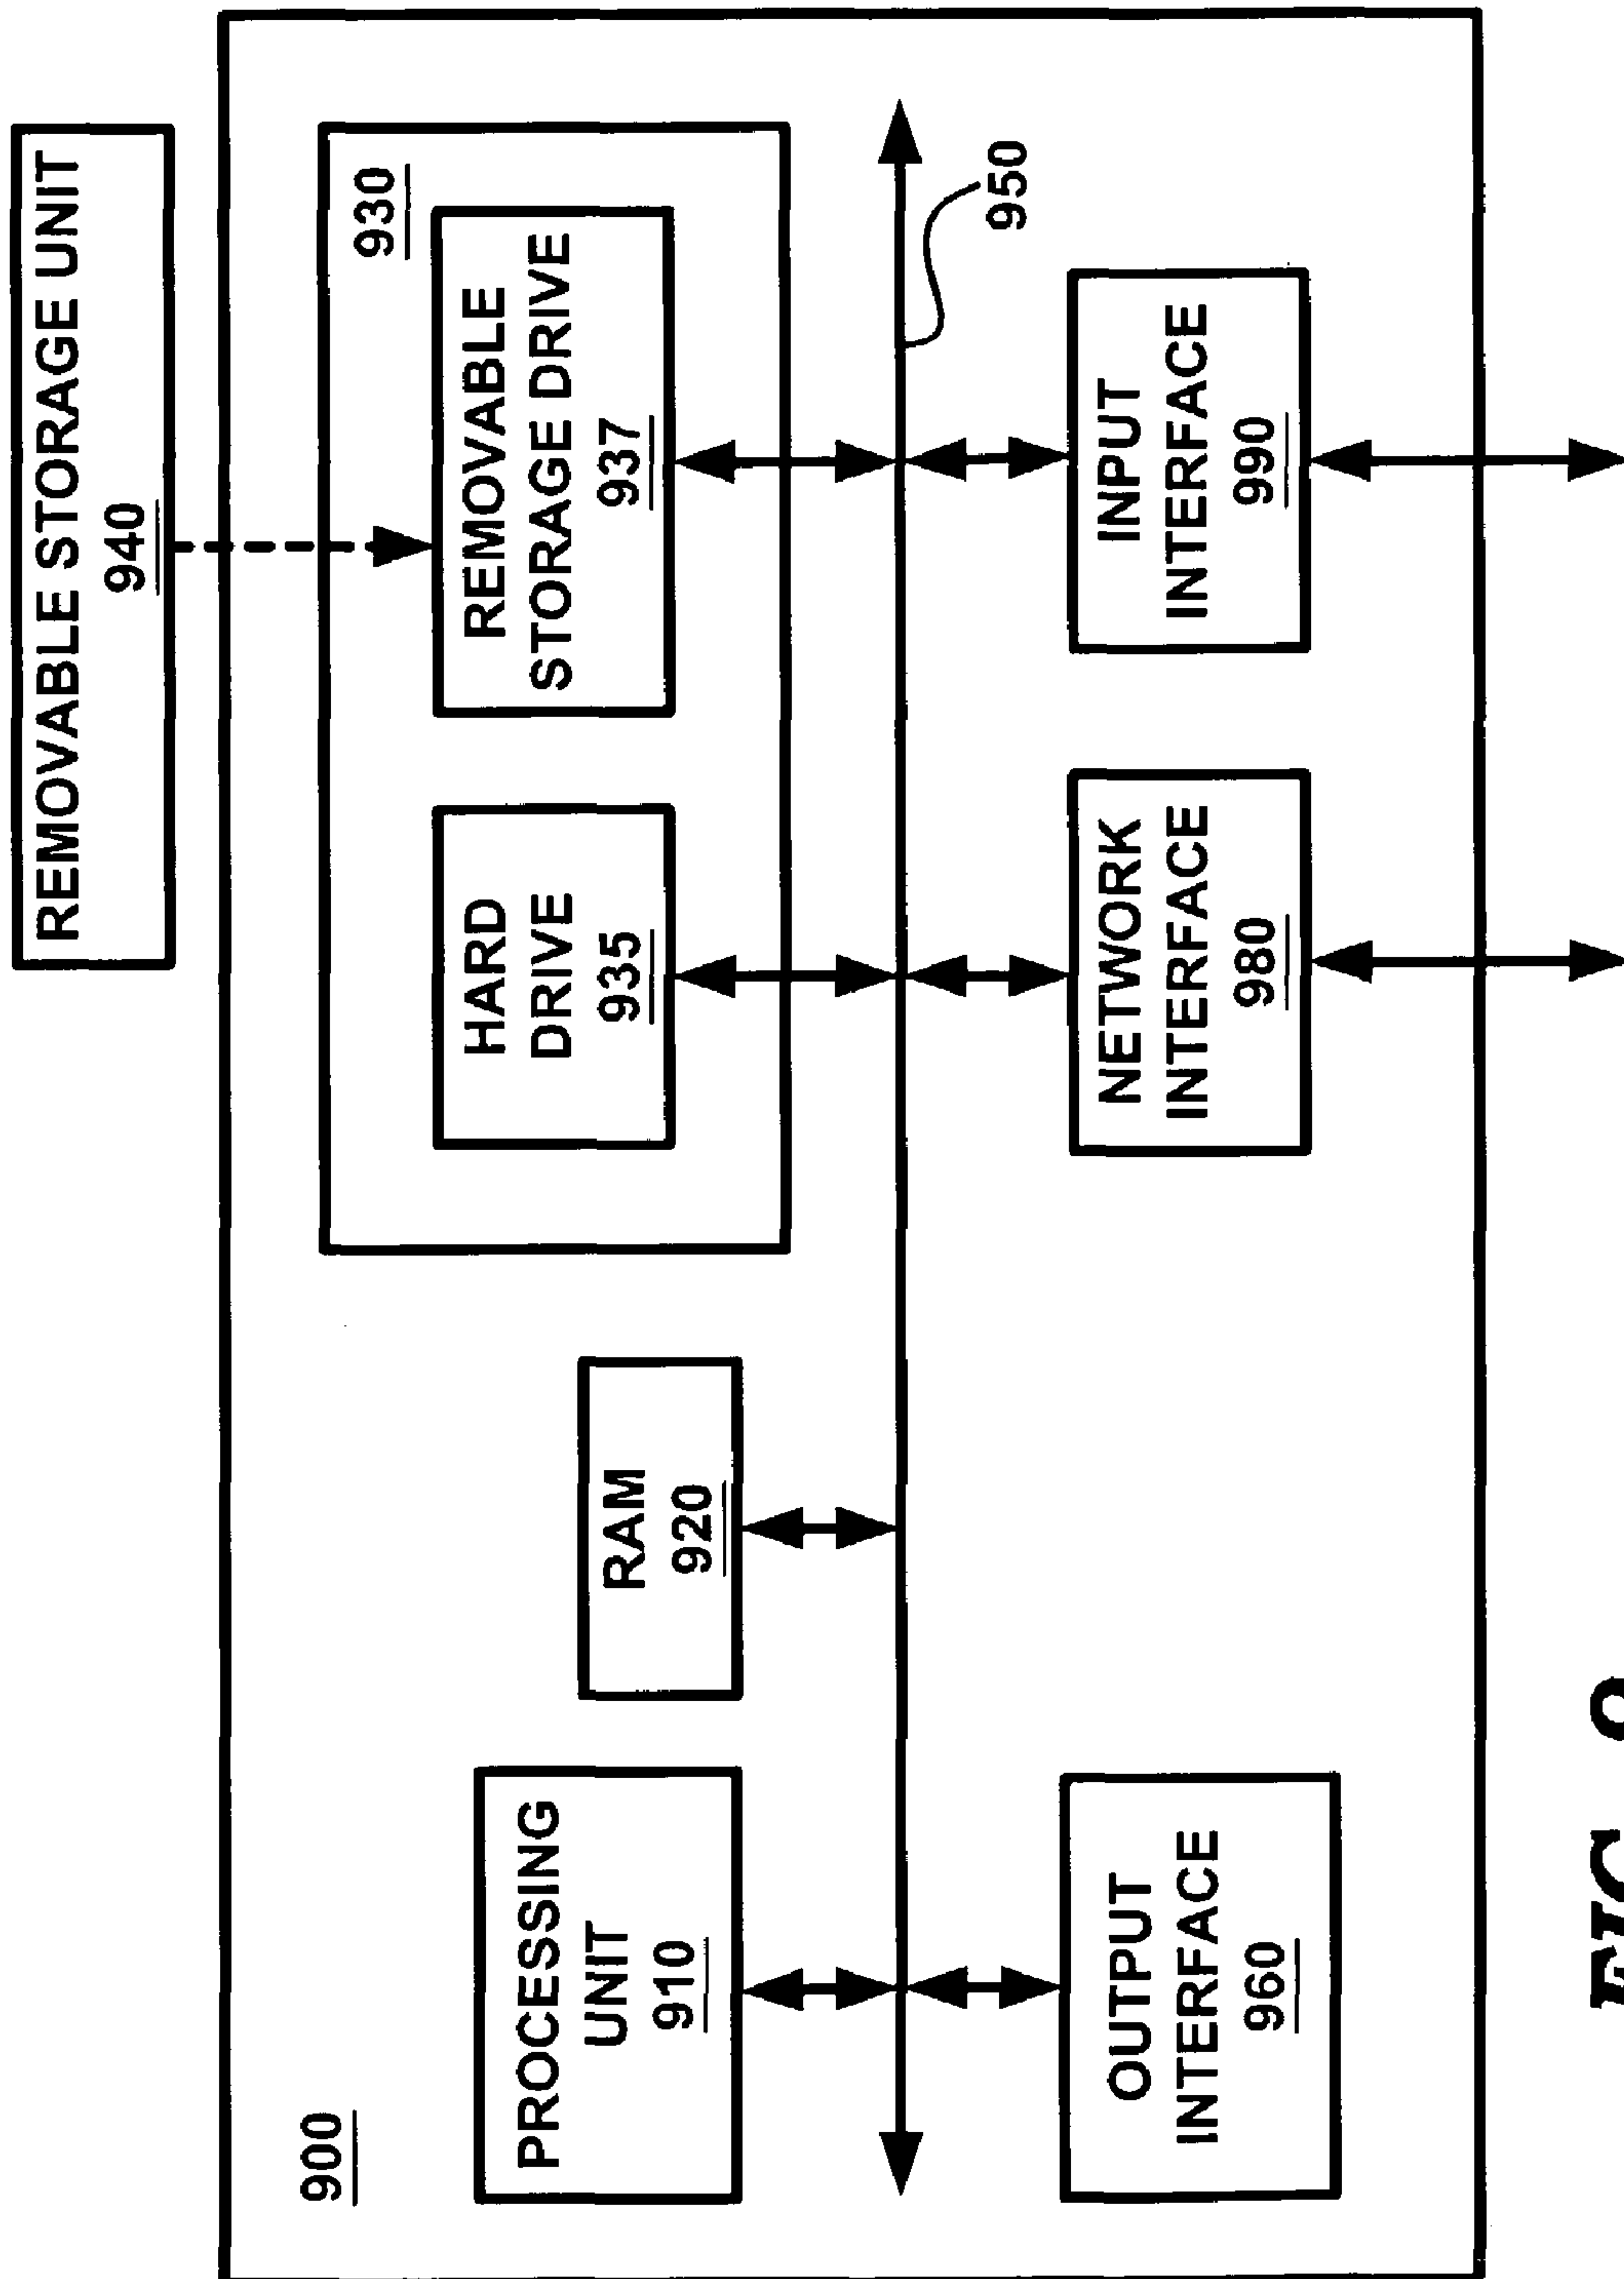 REMOVABLE STORAGE UNIT
940
900
930
PROCESSING
UNIT
910
RAM
920
HARD
DRIVE
935
REMOVABLE
STORAGE DRIVE
937
950
OUTPUT
INTERFACE
960
NETWORK
INTERFACE
980
INPUT
INTERFACE
990